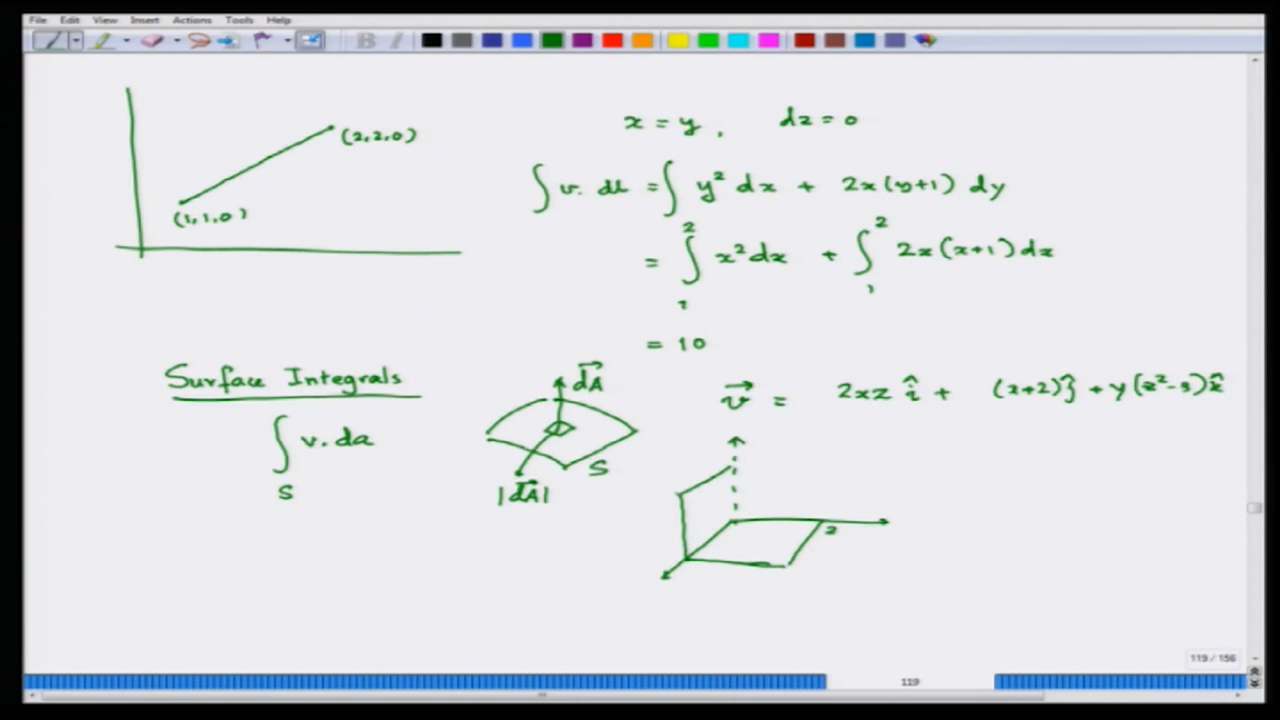 File Edit View Insert Actions Tools Help
(2,2,0)
(1,1,0)
x = y, dz = 0
∫ v. dl = ∫ y² dx + 2x(y+1) dy
= ∫₁² x² dx + ∫₁² 2x(x+1) dx
= 10
Surface Integrals
∫ₛ v. da
dA⃗
S
|dA⃗|
v⃗ = 2xz î + (x+2) ĵ + y(z²-3) k̂
2
119 / 156
119